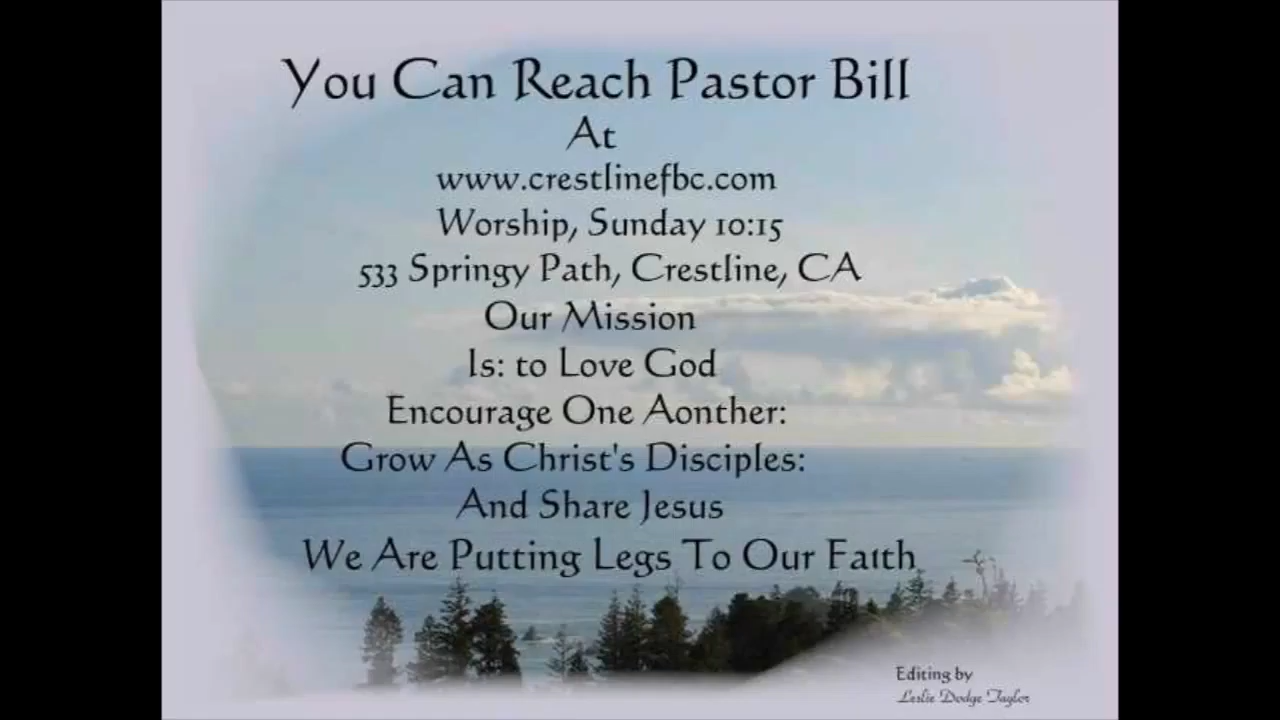 You Can Reach Pastor Bill
At
www.crestlinefbc.com
Worship, Sunday 10:15
533 Springy Path, Crestline, CA
Our Mission
Is: to Love God
Encourage One Aonther:
Grow As Christ's Disciples:
And Share Jesus
We Are Putting Legs To Our Faith
Editing by
Leslie Dodge Taylor